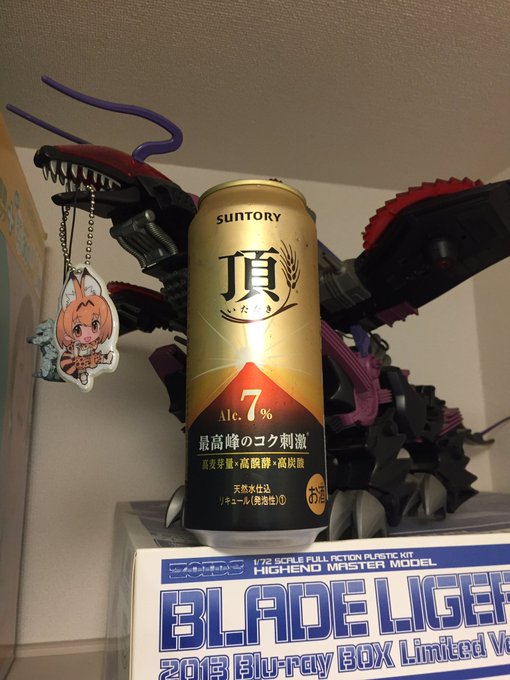 SUNTORY
頂
いただき
Alc.7%
最高峰のコク刺激※
高麦芽量×高醗酵×高炭酸
天然水仕込
リキュール(発泡性)①
お酒
ZOIDS
1/72 SCALE FULL ACTION PLASTIC KIT
HIGHEND MASTER MODEL
BLADE LIGER
2013 Blu-ray BOX Limited Ve